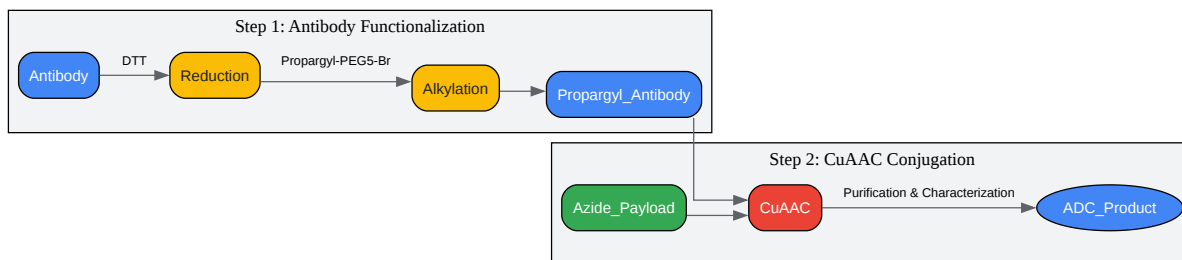 Step 1: Antibody Functionalization
Antibody
DTT
Reduction
Propargyl-PEG5-Br
Alkylation
Propargyl_Antibody
Step 2: CuAAC Conjugation
Azide_Payload
CuAAC
Purification & Characterization
ADC_Product